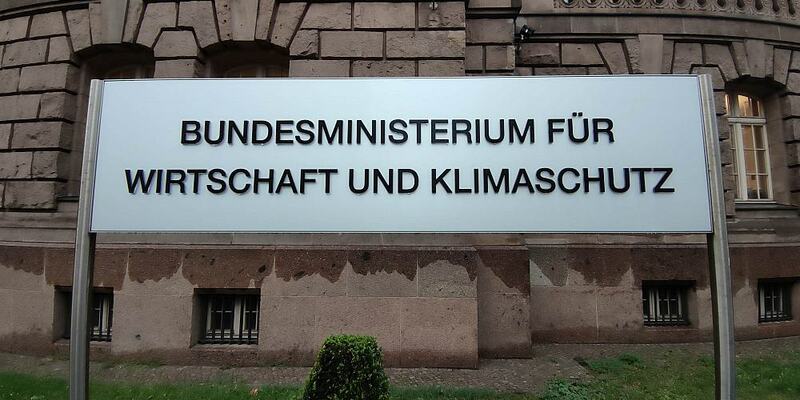 BUNDESMINISTERIUM FÜR
WIRTSCHAFT UND KLIMASCHUTZ